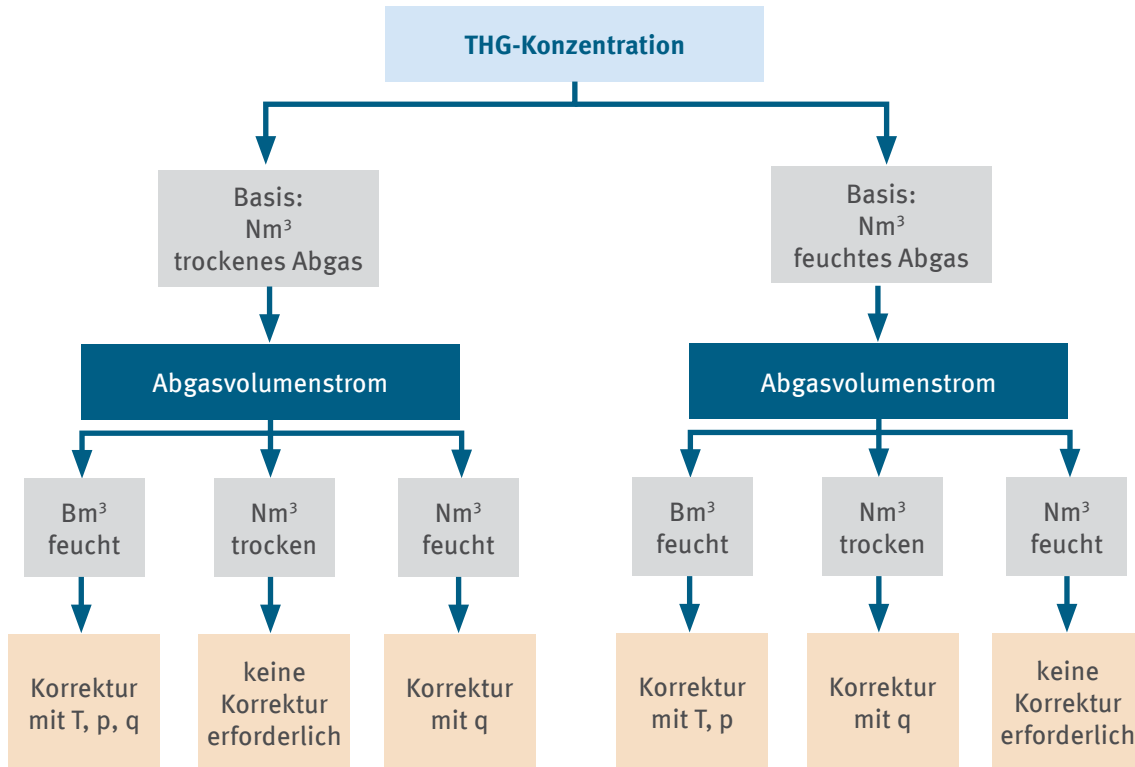 THG-Konzentration
Basis:
Nm³
trockenes Abgas
Basis:
Nm³
feuchtes Abgas
Abgasvolumenstrom
Abgasvolumenstrom
Bm³
feucht
Nm³
trocken
Nm³
feucht
Bm³
feucht
Nm³
trocken
Nm³
feucht
Korrektur
mit T, p, q
keine
Korrektur
erforderlich
Korrektur
mit q
Korrektur
mit T, p
Korrektur
mit q
keine
Korrektur
erforderlich